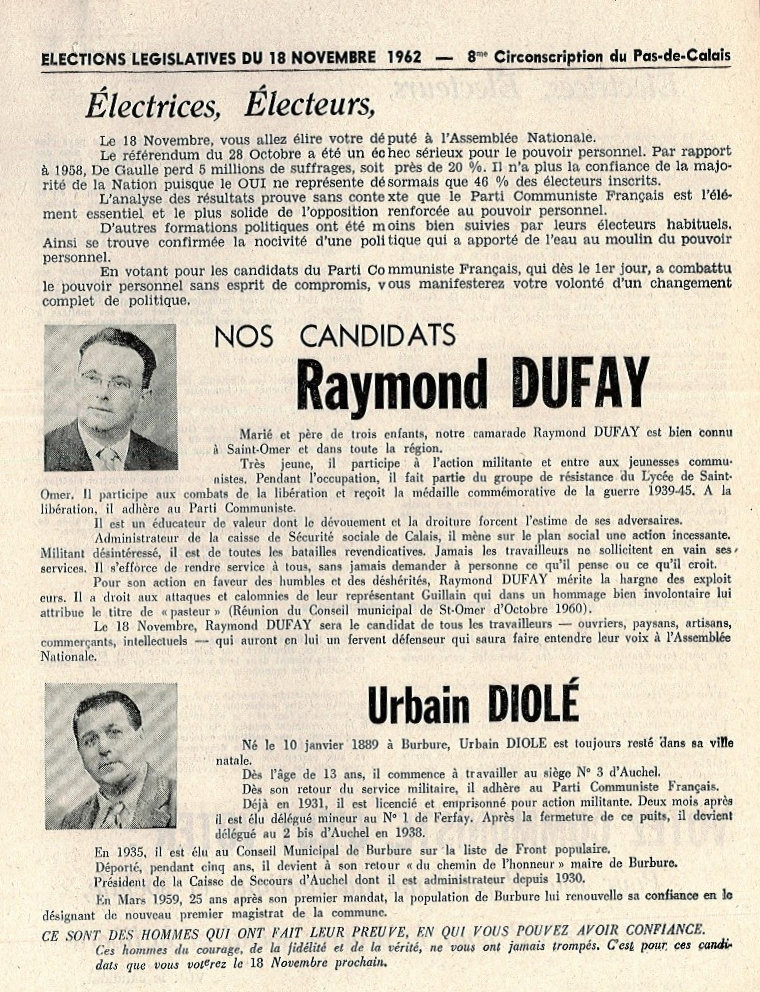 ELECTIONS LEGISLATIVES DU 18 NOVEMBRE 1962 — 8me Circonscription du Pas-de-Calais
Électrices, Électeurs,
Le 18 Novembre, vous allez élire votre député à l'Assemblée Nationale.
Le référendum du 28 Octobre a été un échec sérieux pour le pouvoir personnel. Par rapport
à 1958, De Gaulle perd 5 millions de suffrages, soit près de 20 %. Il n'a plus la confiance de la majo-
rité de la Nation puisque le OUI ne représente désormais que 46 % des électeurs inscrits.
L'analyse des résultats prouve sans contexte que le Parti Communiste Français est l'élé-
ment essentiel et le plus solide de l'opposition renforcée au pouvoir personnel.
D'autres formations politiques ont été moins bien suivies par leurs électeurs habituels.
Ainsi se trouve confirmée la nocivité d'une politique qui a apporté de l'eau au moulin du pouvoir
personnel.
En votant pour les candidats du Parti Communiste Français, qui dès le 1er jour, a combattu
le pouvoir personnel sans esprit de compromis, vous manifesterez votre volonté d'un changement
complet de politique.
NOS CANDIDATS
Raymond DUFAY
Marié et père de trois enfants, notre camarade Raymond DUFAY est bien connu
à Saint-Omer et dans toute la région.
Très jeune, il participe à l'action militante et entre aux jeunesses commu-
nistes. Pendant l'occupation, il fait partie du groupe de résistance du Lycée de Saint-
Omer. Il participe aux combats de la libération et reçoit la médaille commémorative de la guerre 1939-45. A la
libération, il adhère au Parti Communiste.
Il est un éducateur de valeur dont le dévouement et la droiture forcent l'estime de ses adversaires.
Administrateur de la caisse de Sécurité sociale de Calais, il mène sur le plan social une action incessante.
Militant désintéressé, il est de toutes les batailles revendicatives. Jamais les travailleurs ne sollicitent en vain ses
services. Il s'efforce de rendre service à tous, sans jamais demander à personne ce qu'il pense ou ce qu'il croit.
Pour son action en faveur des humbles et des déshérités, Raymond DUFAY mérite la hargne des exploit
eurs. Il a droit aux attaques et calomnies de leur représentant Guillain qui dans un hommage bien involontaire lui
attribue le titre de « pasteur » (Réunion du Conseil municipal de St-Omer d'Octobre 1960).
Le 18 Novembre, Raymond DUFAY sera le candidat de tous les travailleurs — ouvriers, paysans, artisans,
commerçants, intellectuels — qui auront en lui un fervent défenseur qui saura faire entendre leur voix à l'Assemblée
Nationale.
Urbain DIOLÉ
Né le 10 janvier 1889 à Burbure, Urbain DIOLE est toujours resté dans sa ville
natale.
Dès l'âge de 13 ans, il commence à travailler au siège N° 3 d'Auchel.
Dès son retour du service militaire, il adhère au Parti Communiste Français.
Déjà en 1931, il est licencié et emprisonné pour action militante. Deux mois après
il est élu délégué mineur au N° 1 de Ferfay. Après la fermeture de ce puits, il devient
délégué au 2 bis d'Auchel en 1938.
En 1935, il est élu au Conseil Municipal de Burbure sur la liste de Front populaire.
Déporté, pendant cinq ans, il devient à son retour « du chemin de l'honneur » maire de Burbure.
Président de la Caisse de Secours d'Auchel dont il est administrateur depuis 1930.
En Mars 1959, 25 ans après son premier mandat, la population de Burbure lui renouvelle sa confiance en le
désignant de nouveau premier magistrat de la commune.
CE SONT DES HOMMES QUI ONT FAIT LEUR PREUVE, EN QUI VOUS POUVEZ AVOIR CONFIANCE.
Ces hommes du courage, de la fidélité et de la vérité, ne vous ont jamais trompés. C'est pour ces candi-
dats que vous voterez le 18 Novembre prochain.